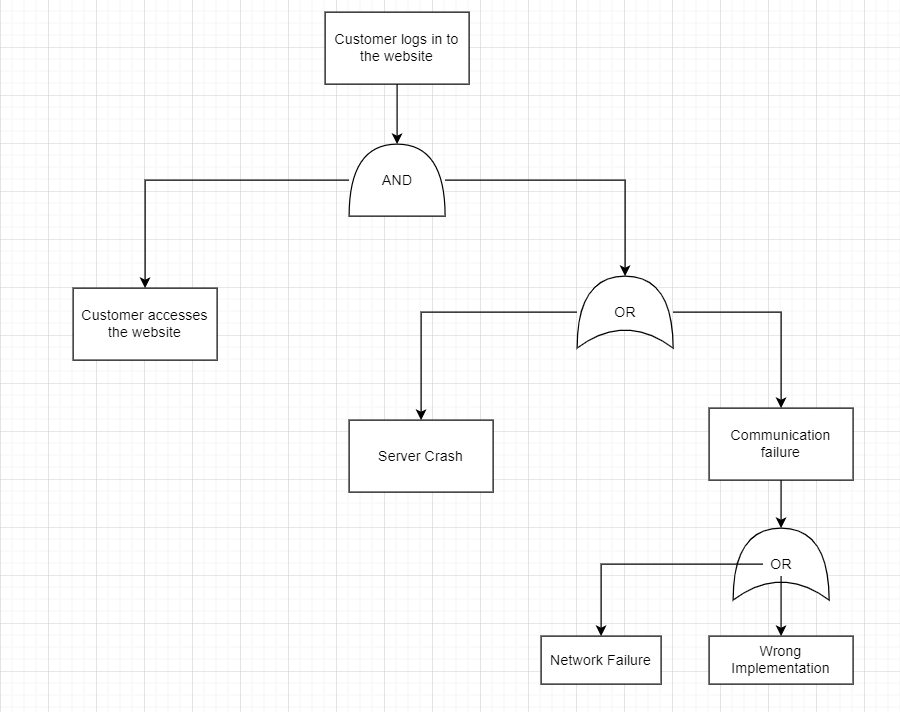 Customer logs in to
the website
AND
Customer accesses
the website
OR
Server Crash
Communication
failure
OR
Network Failure
Wrong
Implementation